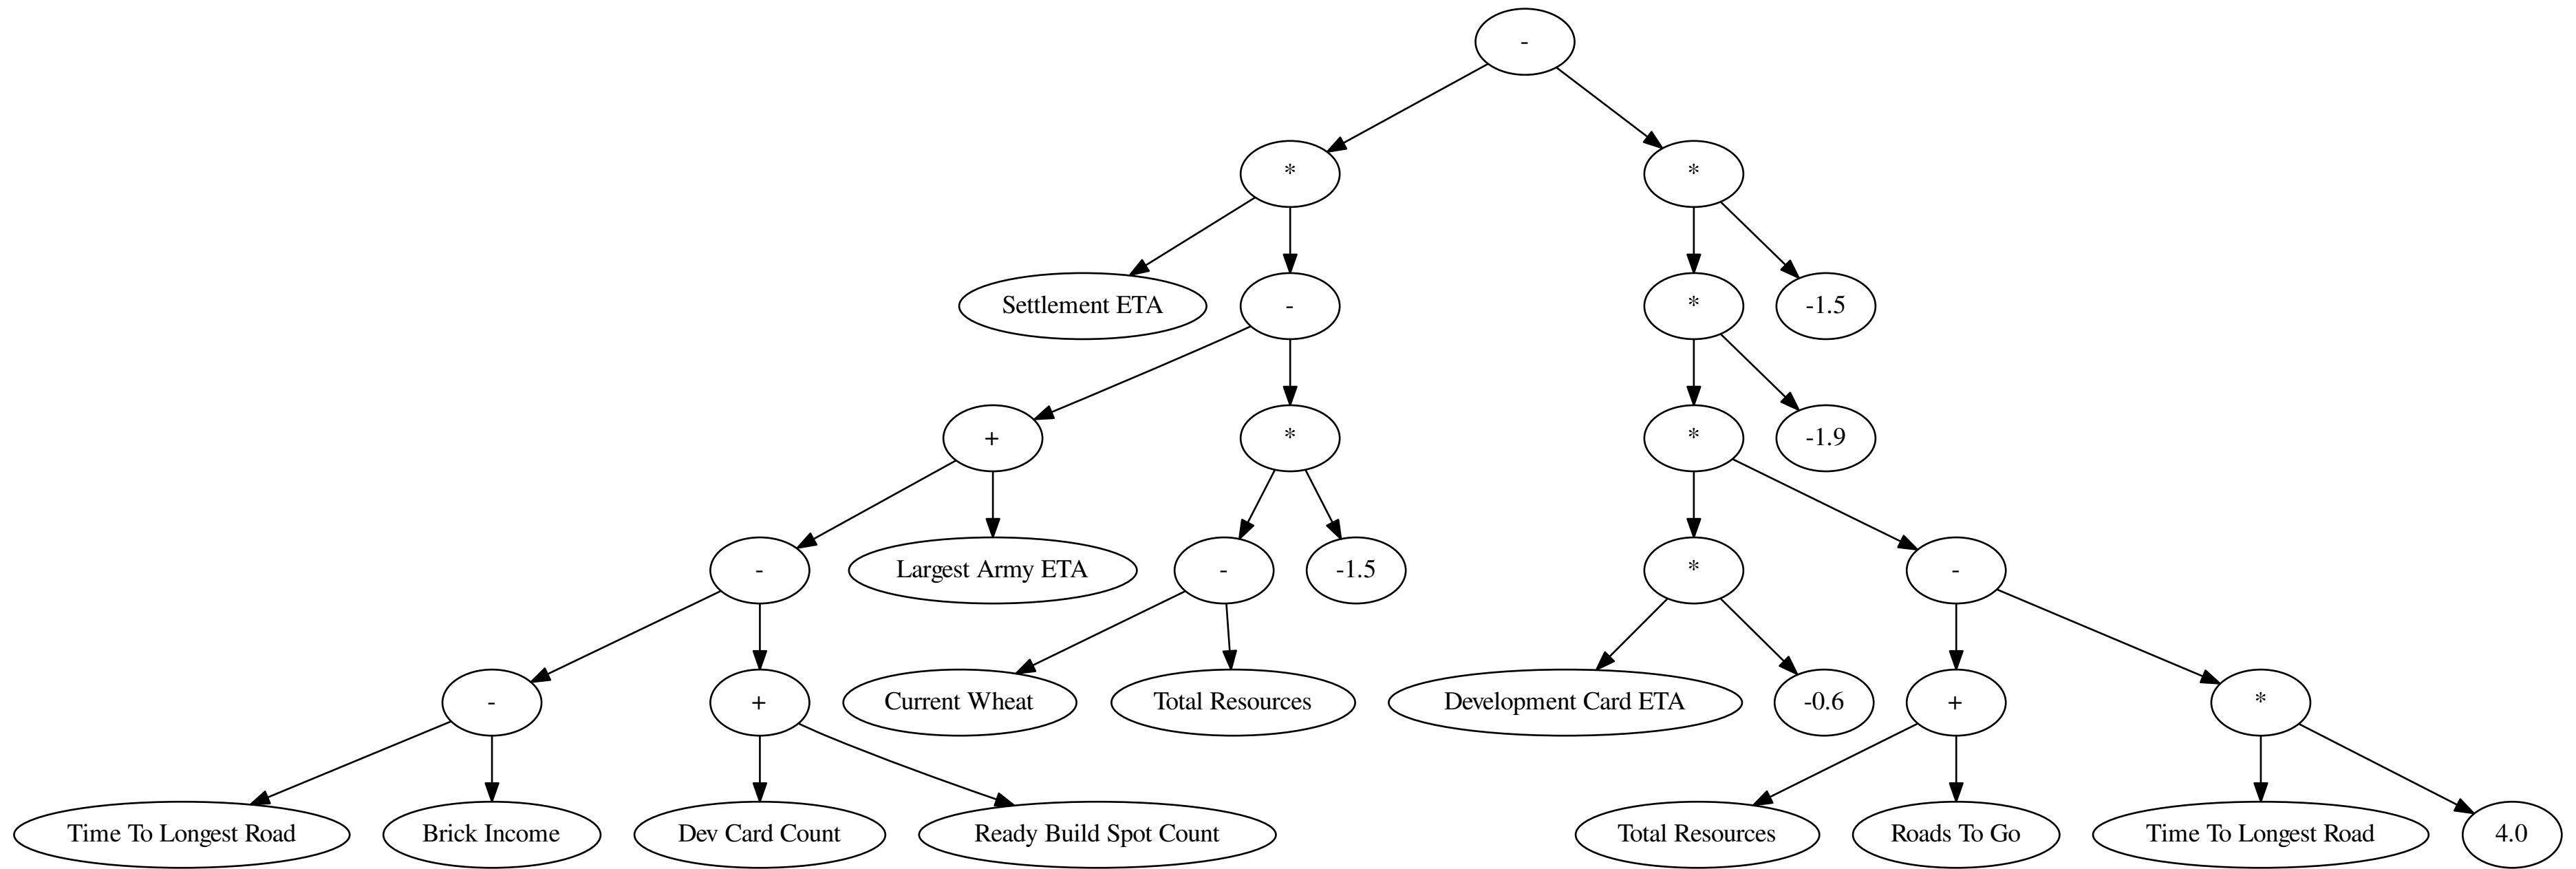 -
* *
Settlement ETA - * -1.5
+ * * -1.9
- Largest Army ETA - -1.5 * -
- + Current Wheat Total Resources Development Card ETA -0.6 + *
Time To Longest Road Brick Income Dev Card Count Ready Build Spot Count Total Resources Roads To Go Time To Longest Road 4.0